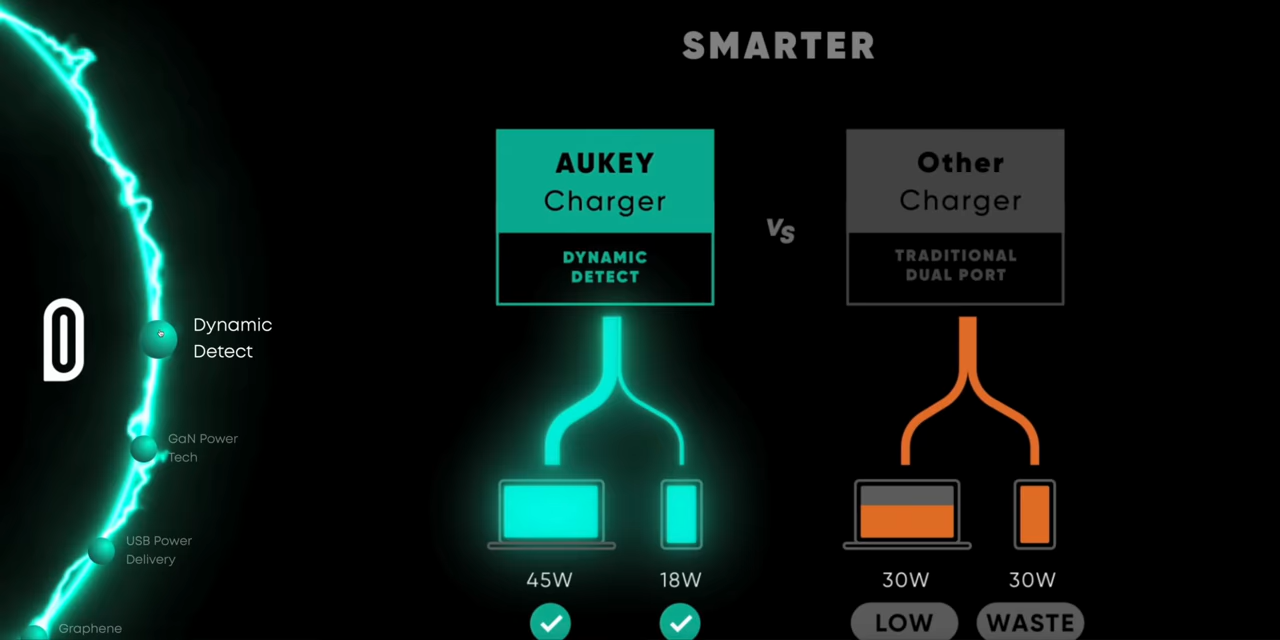 SMARTER
AUKEY
Charger
DYNAMIC
DETECT
VS
Other
Charger
TRADITIONAL
DUAL PORT
Dynamic
Detect
GaN Power
Tech
USB Power
Delivery
Graphene
45W
18W
30W
30W
LOW
WASTE